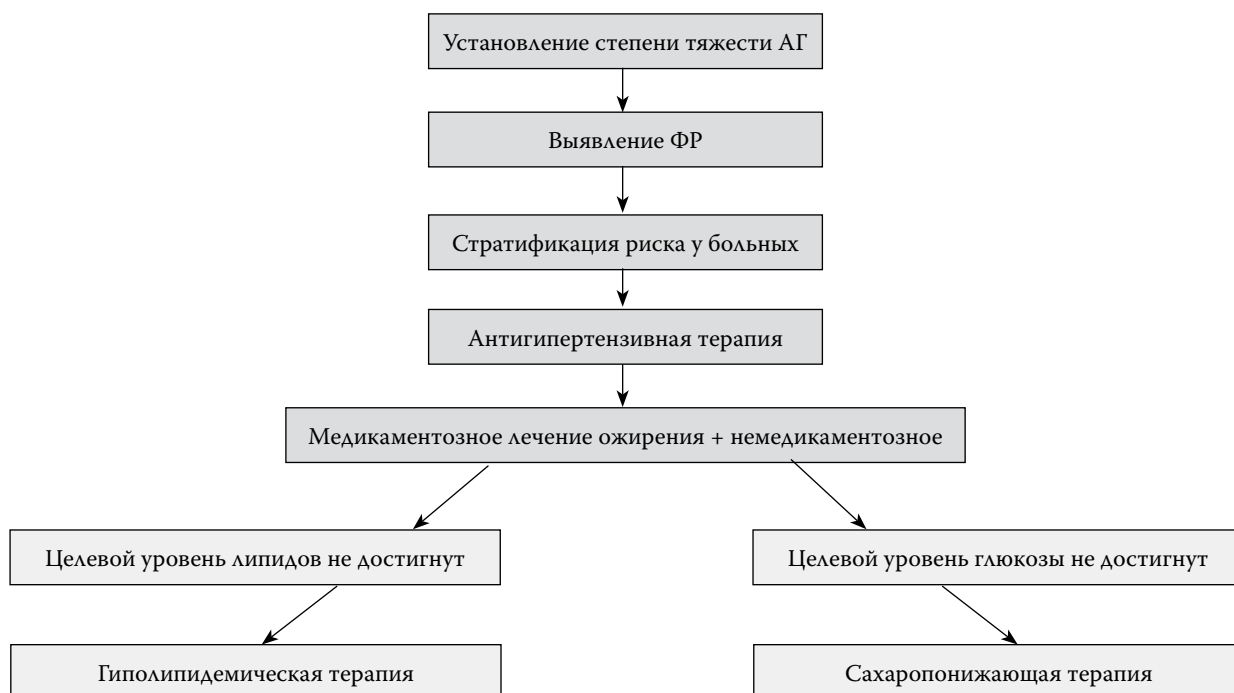 Установление степени тяжести АГ
Выявление ФР
Стратификация риска у больных
Антигипертензивная терапия
Медикаментозное лечение ожирения + немедикаментозное
Целевой уровень липидов не достигнут
Целевой уровень глюкозы не достигнут
Гиполипидемическая терапия
Сахаропонижающая терапия